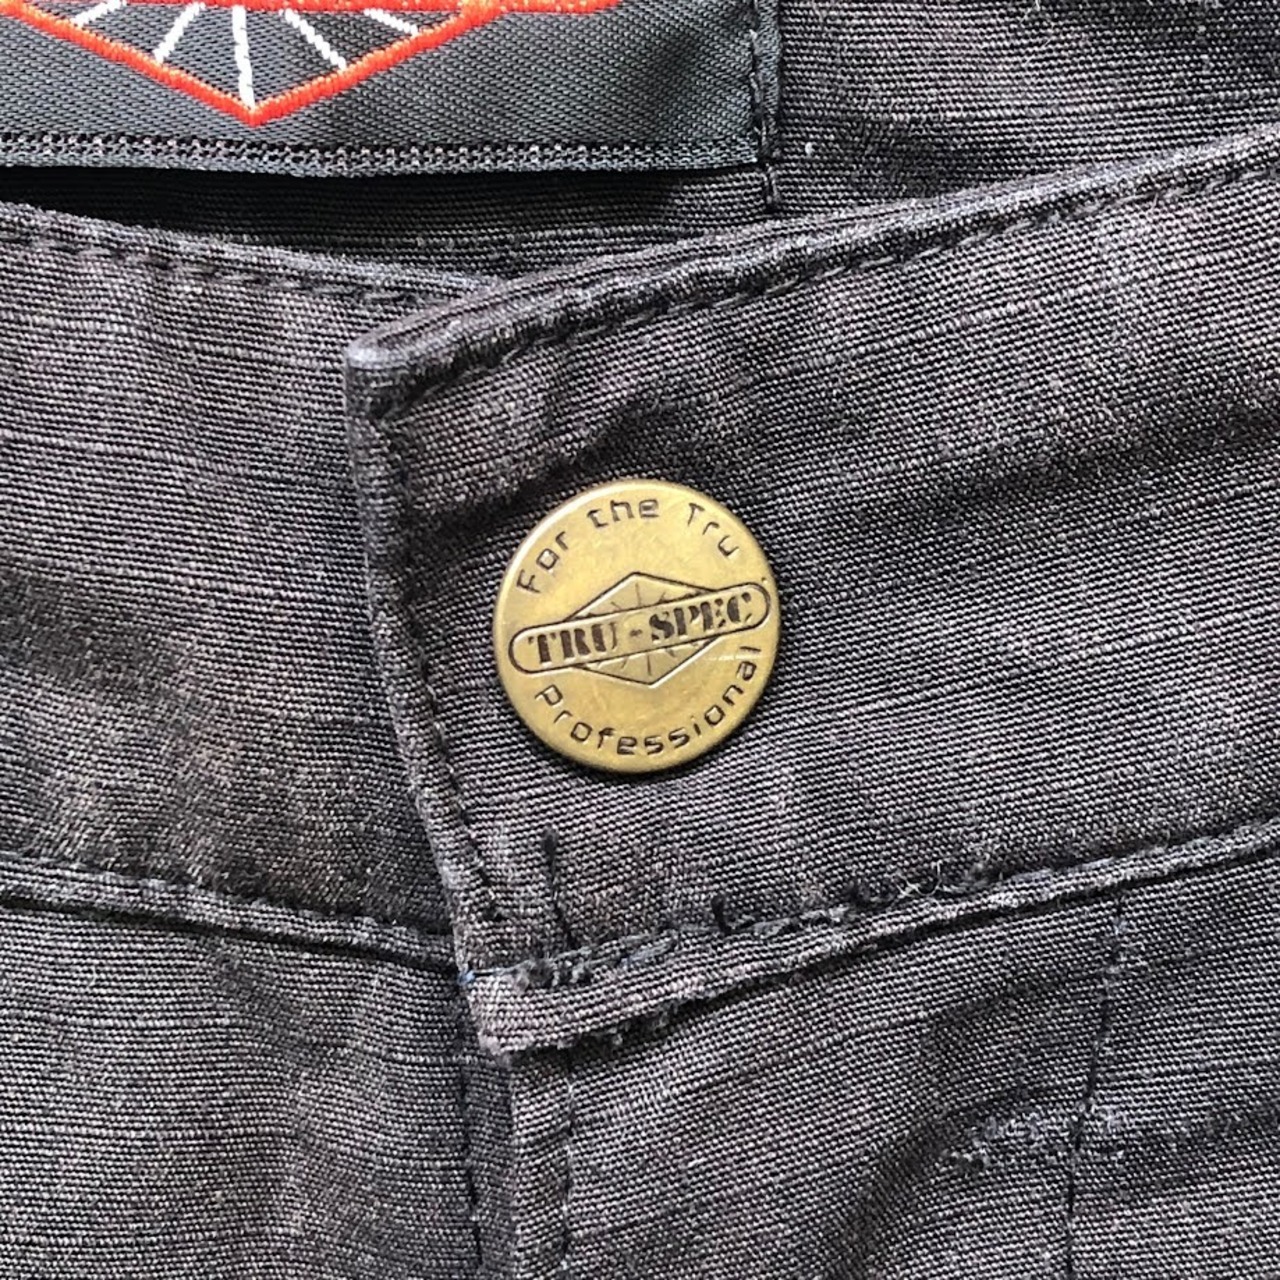 For the Tru
TRU-SPEC
Professional